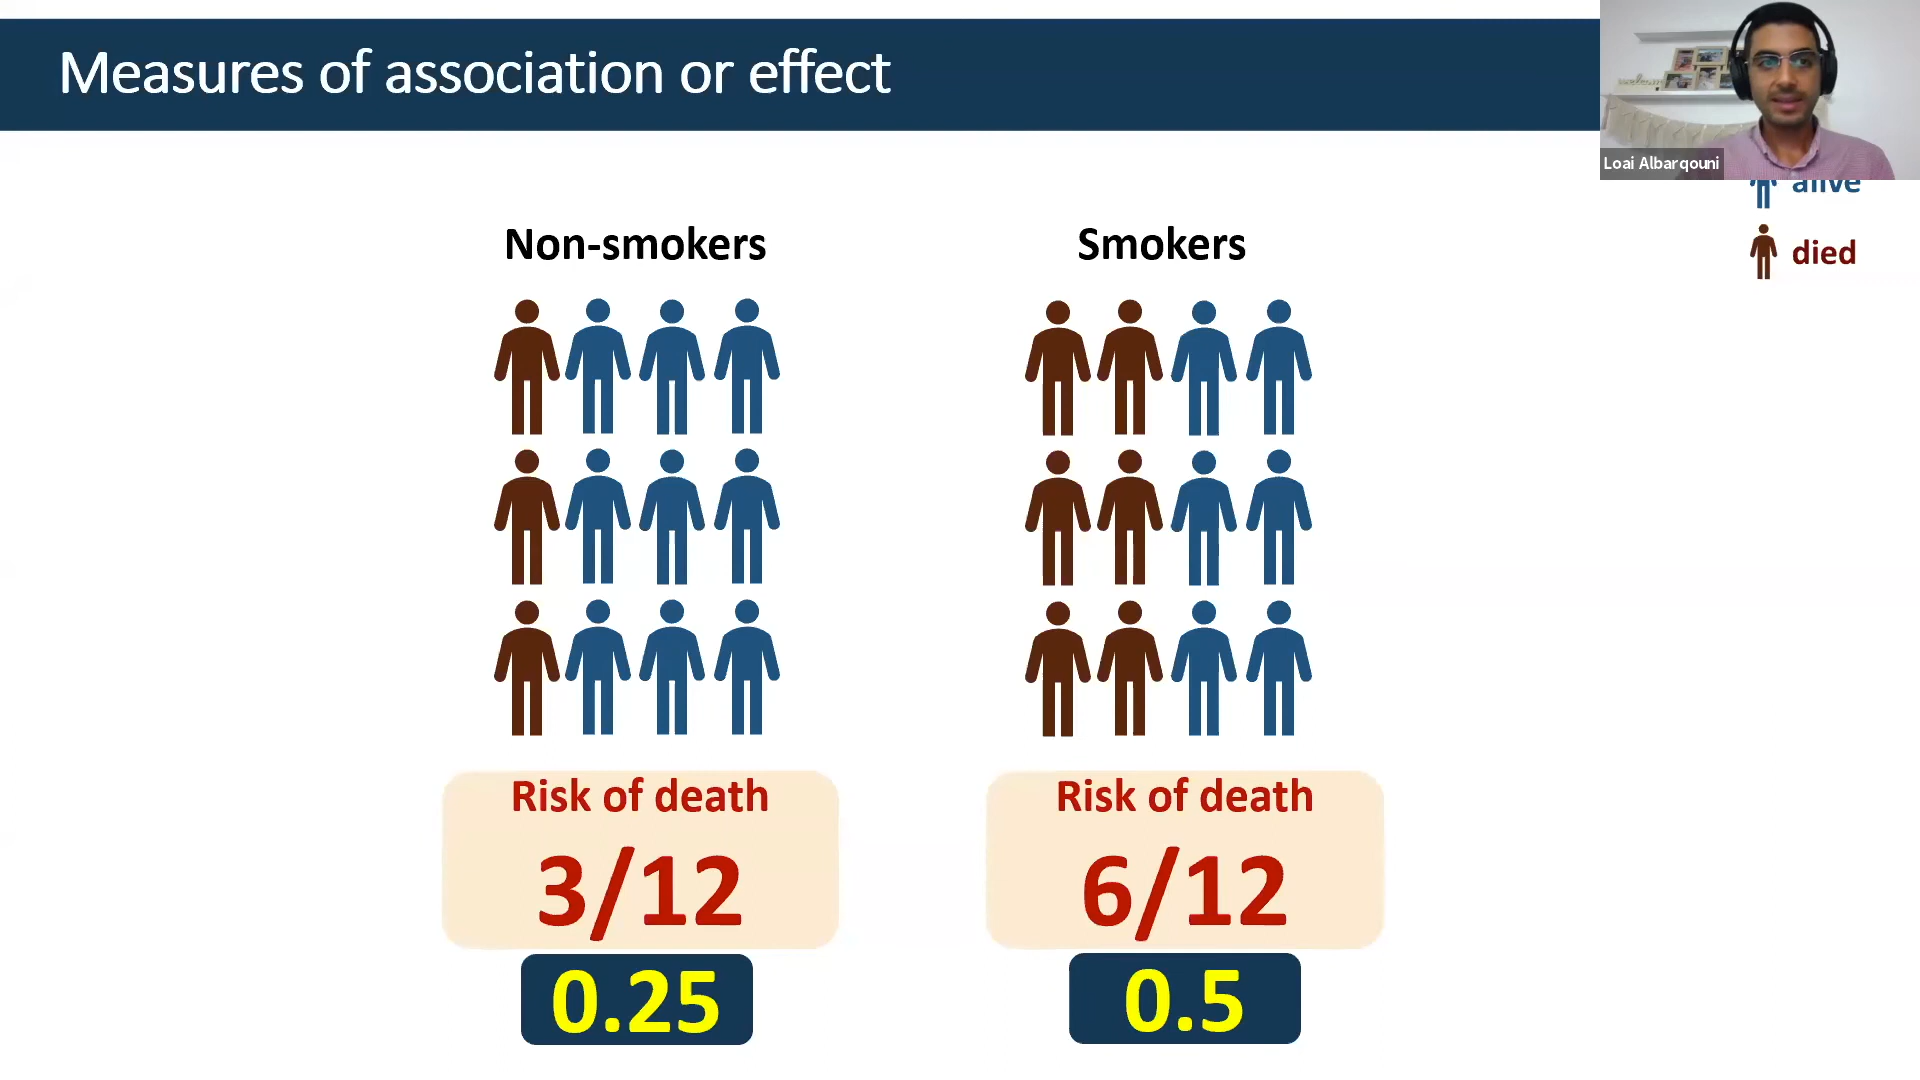 Measures of association or effect
Loai Albarqouni
alive
died
Non-smokers
Smokers
Risk of death
3/12
0.25
Risk of death
6/12
0.5